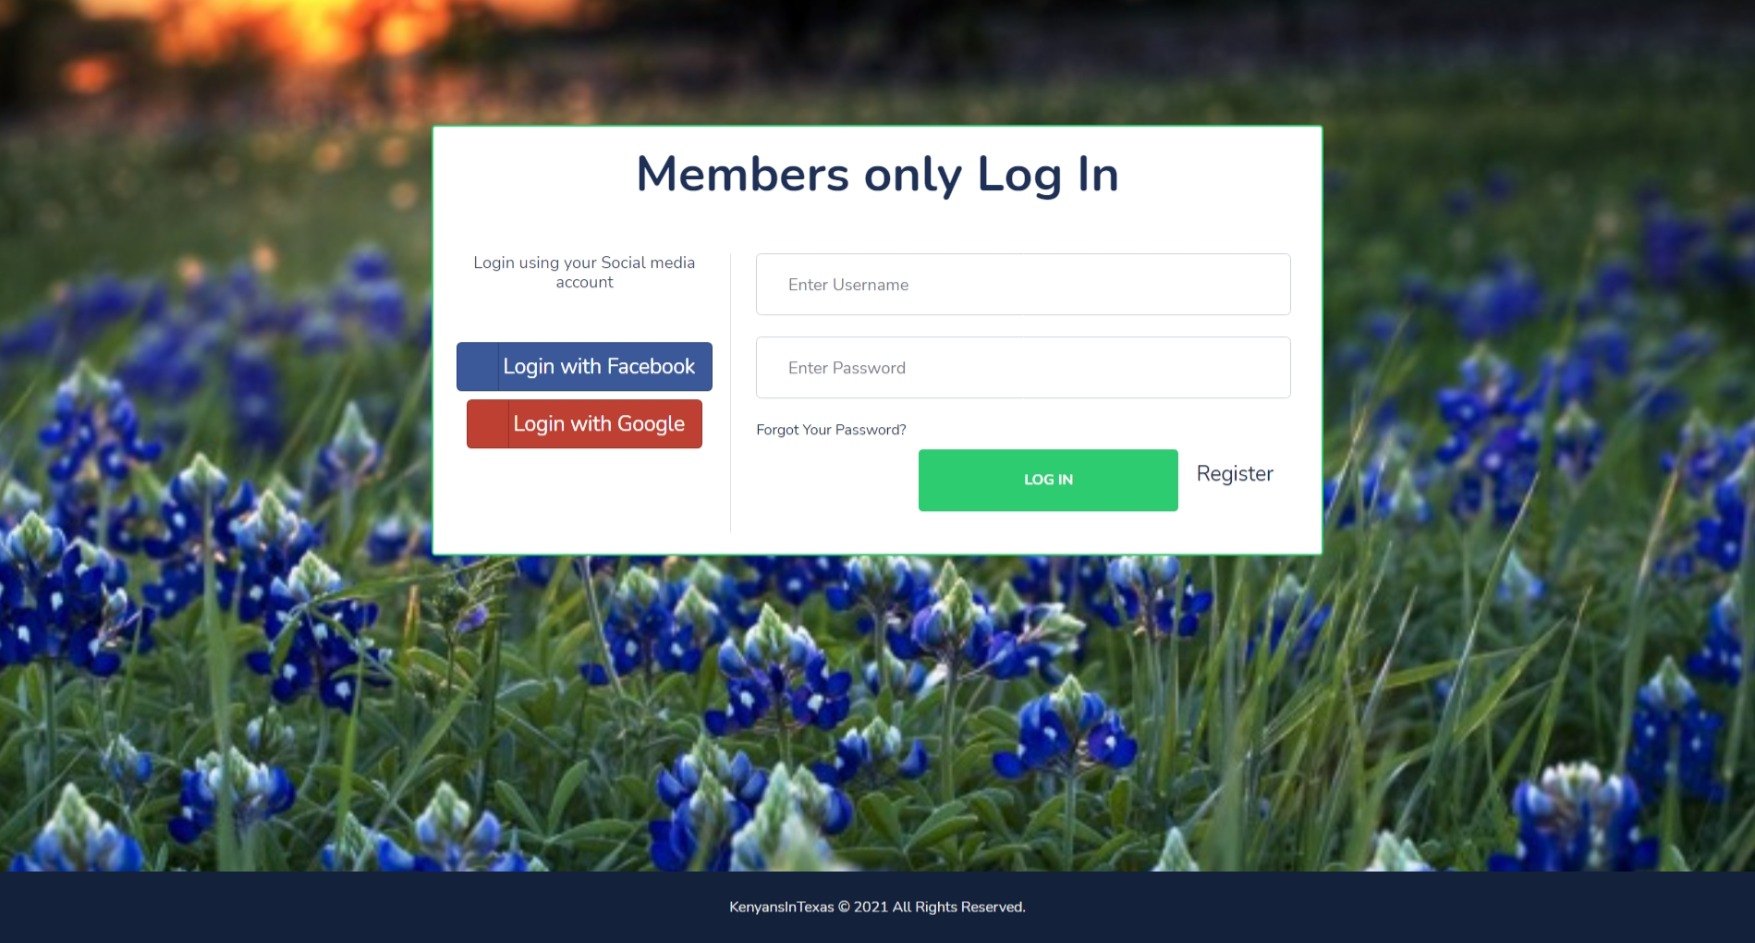 Members only Log In
Login using your Social media
account
Login with Facebook
Login with Google
Enter Username
Enter Password
Forgot Your Password?
LOG IN
Register
KenyansInTexas © 2021 All Rights Reserved.